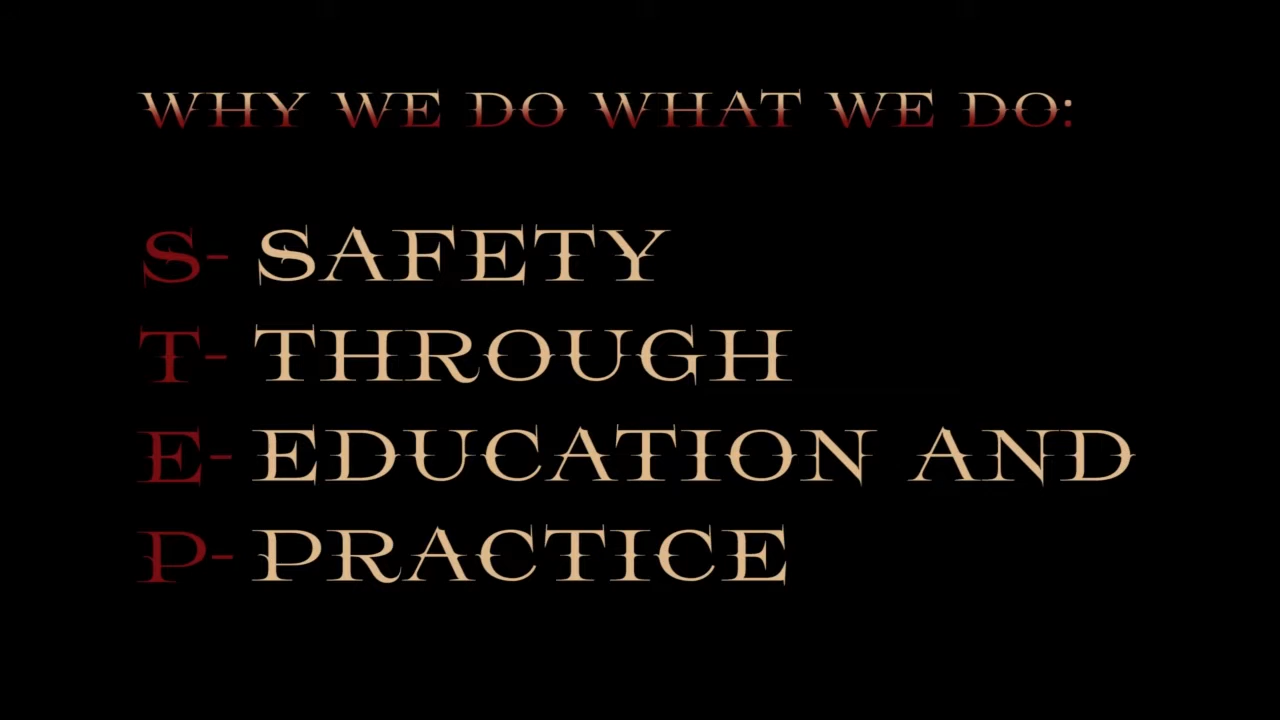 WHY WE DO WHAT WE DO:
S- SAFETY
T- THROUGH
E- EDUCATION AND
P- PRACTICE